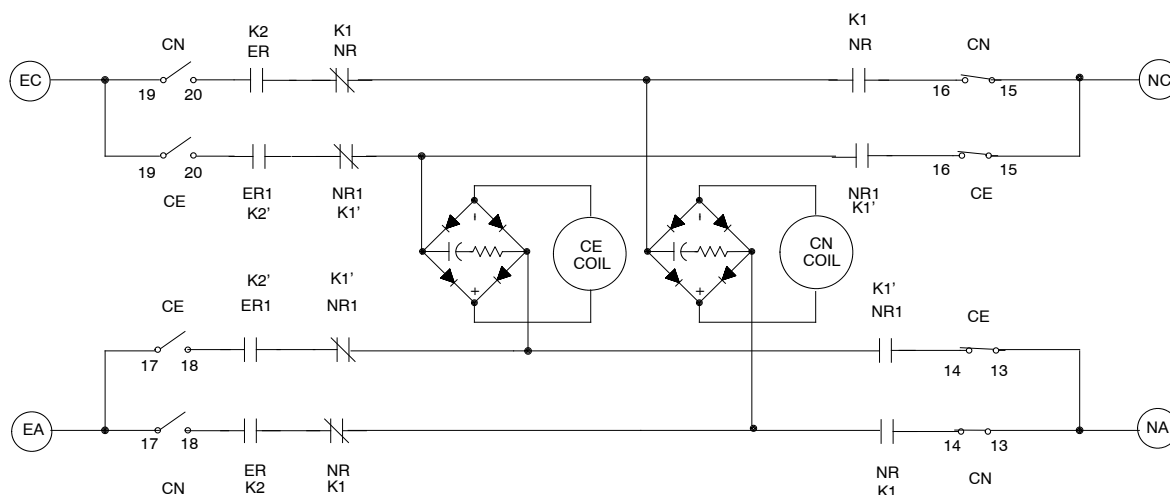 K2 K1 K1 CN
CN ER NR NR
EC NC
19 20 16 15
19 20 16 15
CE ER1 NR1 NR1 CE
K2' K1' K1'
- -
CE CN
COIL COIL
+ +
K2' K1' K1'
CE ER1 NR1 NR1 CE
17 18 14 13
EA NA
17 18 14 13
ER NR NR CN
CN K2 K1 K1